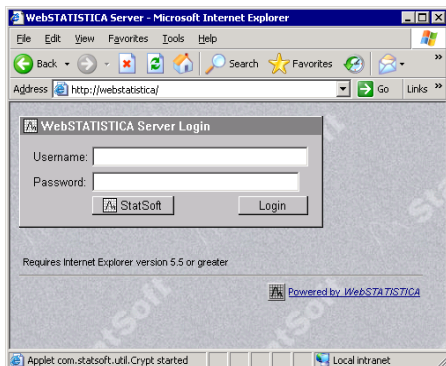 WebSTATISTICA Server - Microsoft Internet Explorer
File Edit View Favorites Tools Help
Back Search Favorites »
Address http://webstatistica/ Go Links »
WebSTATISTICA Server Login
Username:
Password:
StatSoft Login
Requires Internet Explorer version 5.5 or greater
Powered by WebSTATISTICA
Applet com.statsoft.util.Crypt started Local intranet